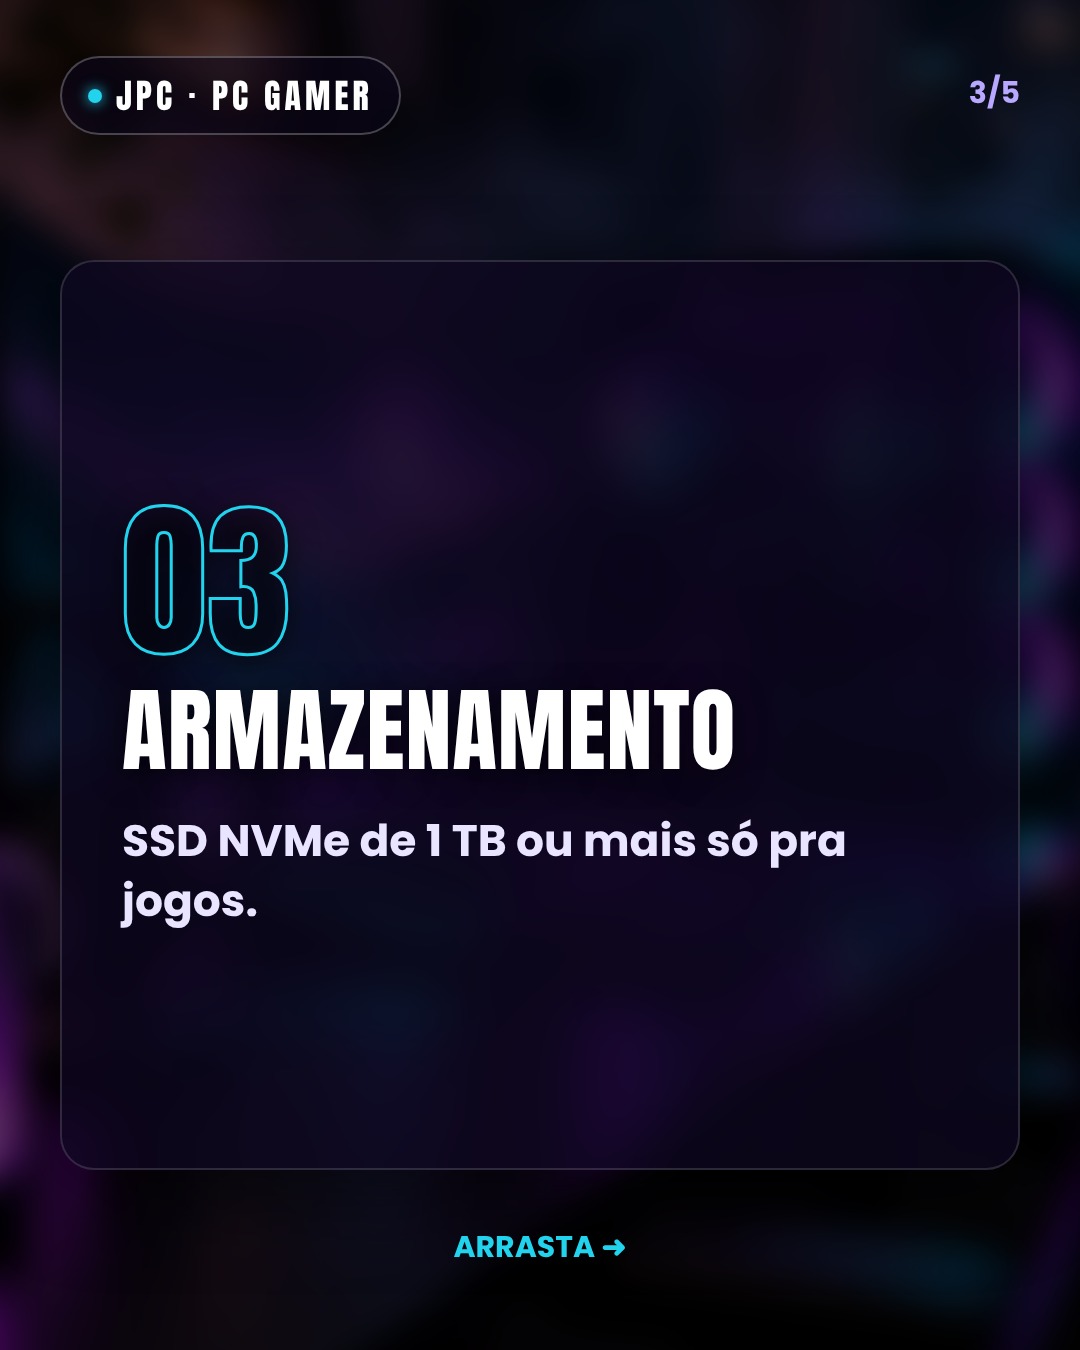 JPC · PC GAMER
3/5
03
ARMAZENAMENTO
SSD NVMe de 1 TB ou mais só pra
jogos.
ARRASTA ➜